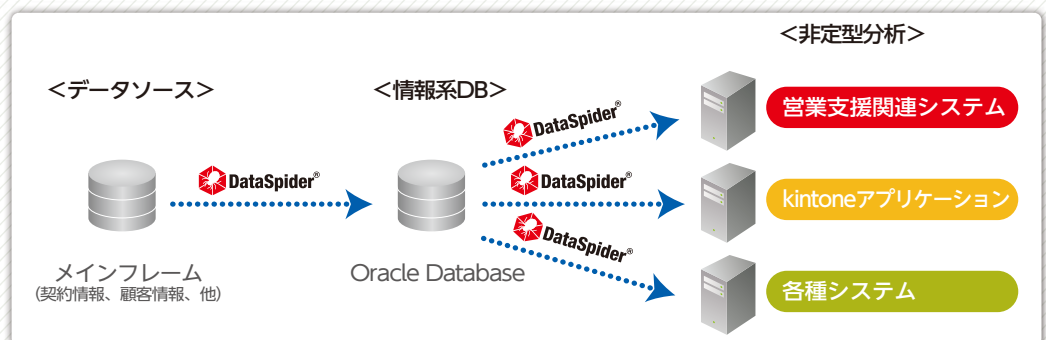 ＜非定型分析＞
＜データソース＞
＜情報系DB＞
DataSpider®
営業支援関連システム
DataSpider®
DataSpider®
kintoneアプリケーション
DataSpider®
メインフレーム
（契約情報、顧客情報、他）
Oracle Database
各種システム